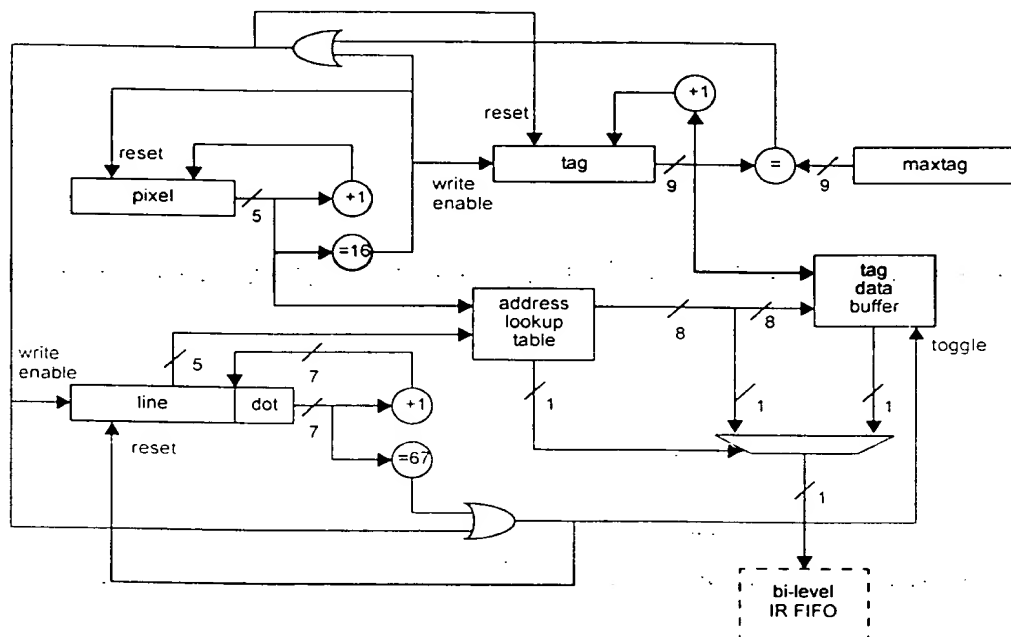 reset
+1
reset
tag
=
maxtag
9
9
write
enable
pixel
5
+1
=16
tag
data
buffer
address
lookup
table
8
8
toggle
write
enable
5
7
line
dot
7
+1
1
1
1
reset
=67
1
bi-level
IR FIFO